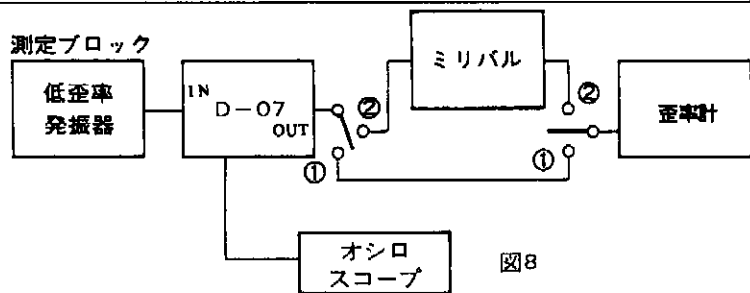 測定ブロック
低歪率
発振器
IN
D-07
OUT
②
①
ミリバル
②
①
歪率計
オシロ
スコープ
図8